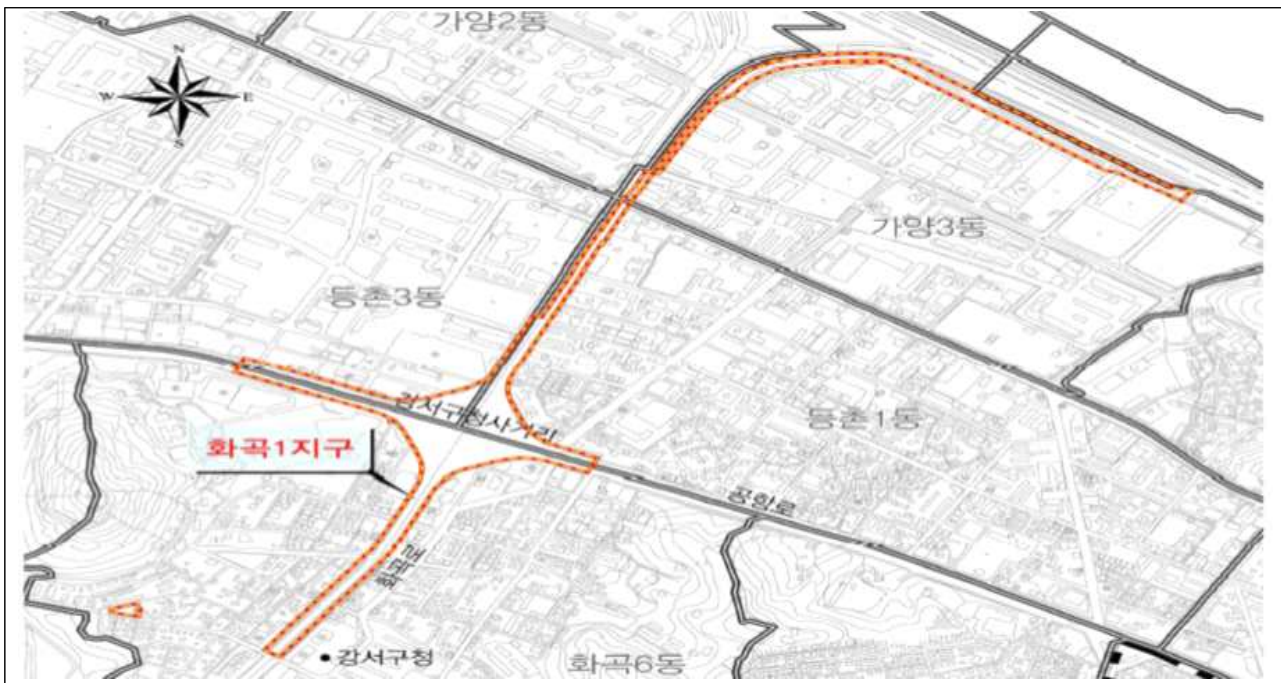 가양2동
N
W
E
S
가양3동
등촌3동
강서구청사거리
등촌1동
화곡1지구
공항로
화곡로
강서구청
화곡6동